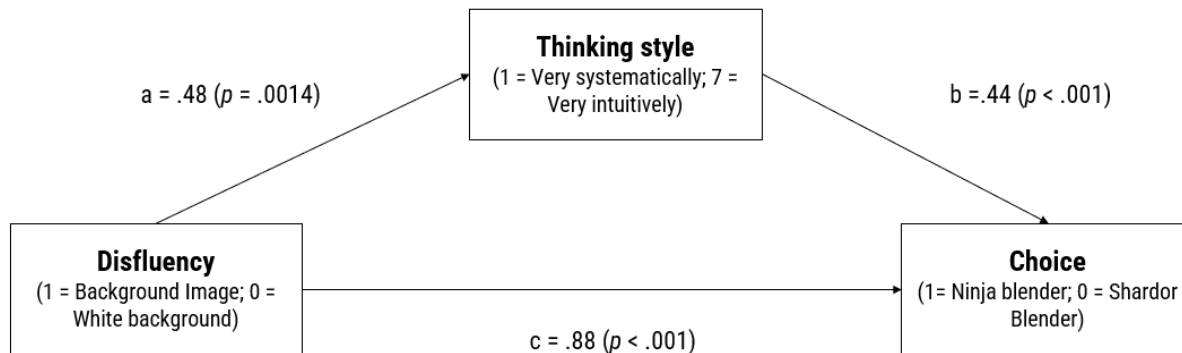 Thinking style
(1 = Very systematically; 7 =
Very intuitively)
a = .48 (p = .0014)
b =.44 (p < .001)
Disfluency
(1 = Background Image; 0 =
White background)
Choice
(1= Ninja blender; 0 = Shardor
Blender)
c = .88 (p < .001)